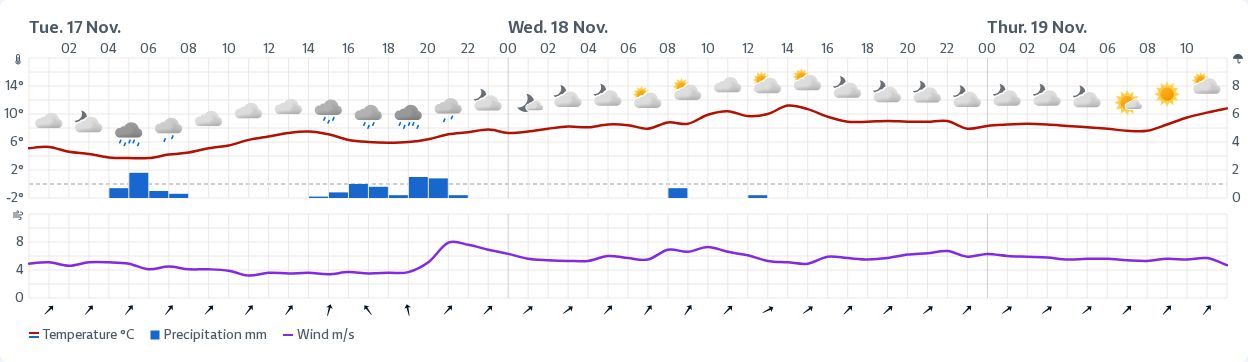 Tue. 17 Nov. Wed. 18 Nov. Thur. 19 Nov.
02 04 06 08 10 12 14 16 18 20 22 00 02 04 06 08 10 12 14 16 18 20 22 00 02 04 06 08 10
14° 8
10° 6
6° 4
2° 2
-2° 0
m/s
8
4
0
Temperature °C Precipitation mm Wind m/s